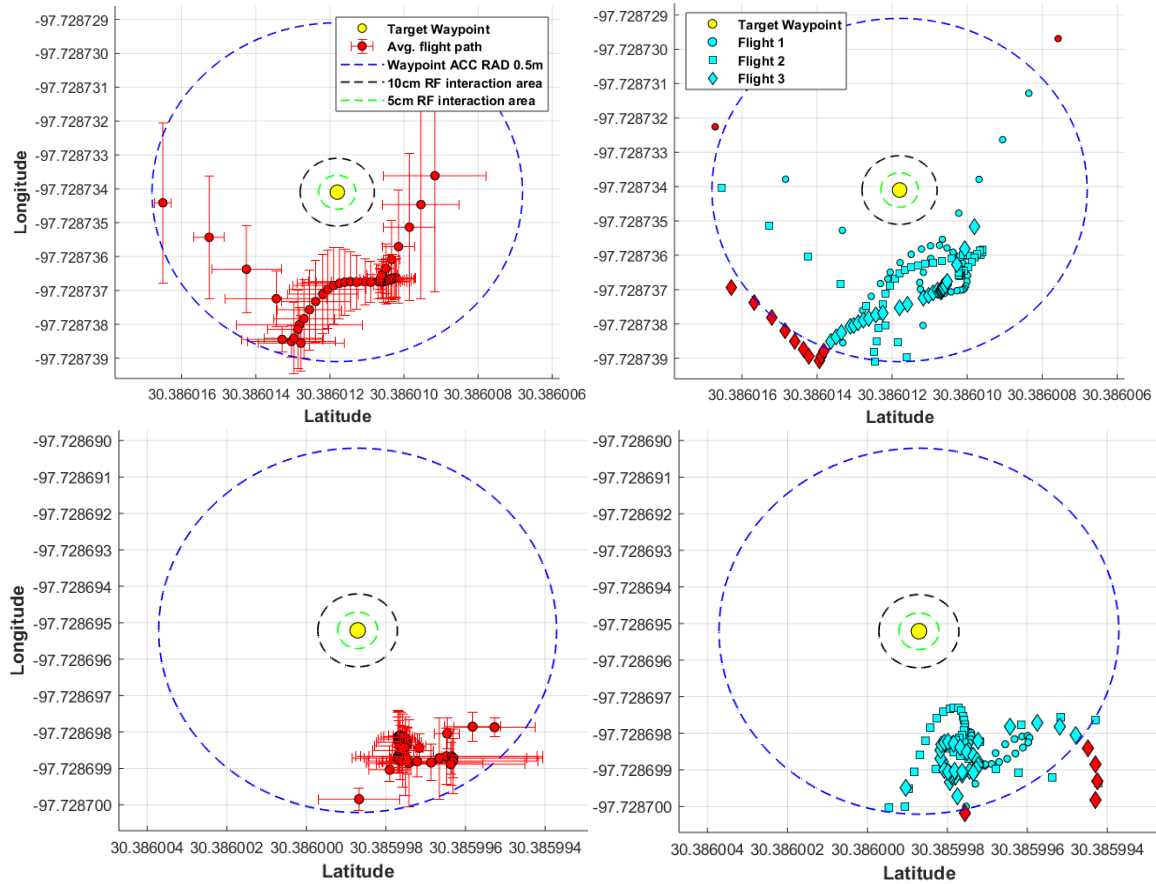 -97.728729
-97.728730
-97.728731
-97.728732
-97.728733
-97.728734
-97.728735
-97.728736
-97.728737
-97.728738
-97.728739
Longitude
Target Waypoint
Avg. flight path
Waypoint ACC RAD 0.5m
10cm RF interaction area
5cm RF interaction area
30.386016 30.386014 30.386012 30.386010 30.386008 30.386006
Latitude
-97.728729
-97.728730
-97.728731
-97.728732
-97.728733
-97.728734
-97.728735
-97.728736
-97.728737
-97.728738
-97.728739
Target Waypoint
Flight 1
Flight 2
Flight 3
30.386016 30.386014 30.386012 30.386010 30.386008 30.386006
Latitude
-97.728690
-97.728691
-97.728692
-97.728693
-97.728694
-97.728695
-97.728696
-97.728697
-97.728698
-97.728699
-97.728700
Longitude
30.386004 30.386002 30.386000 30.385998 30.385996 30.385994
Latitude
-97.728690
-97.728691
-97.728692
-97.728693
-97.728694
-97.728695
-97.728696
-97.728697
-97.728698
-97.728699
-97.728700
30.386004 30.386002 30.386000 30.385998 30.385996 30.385994
Latitude